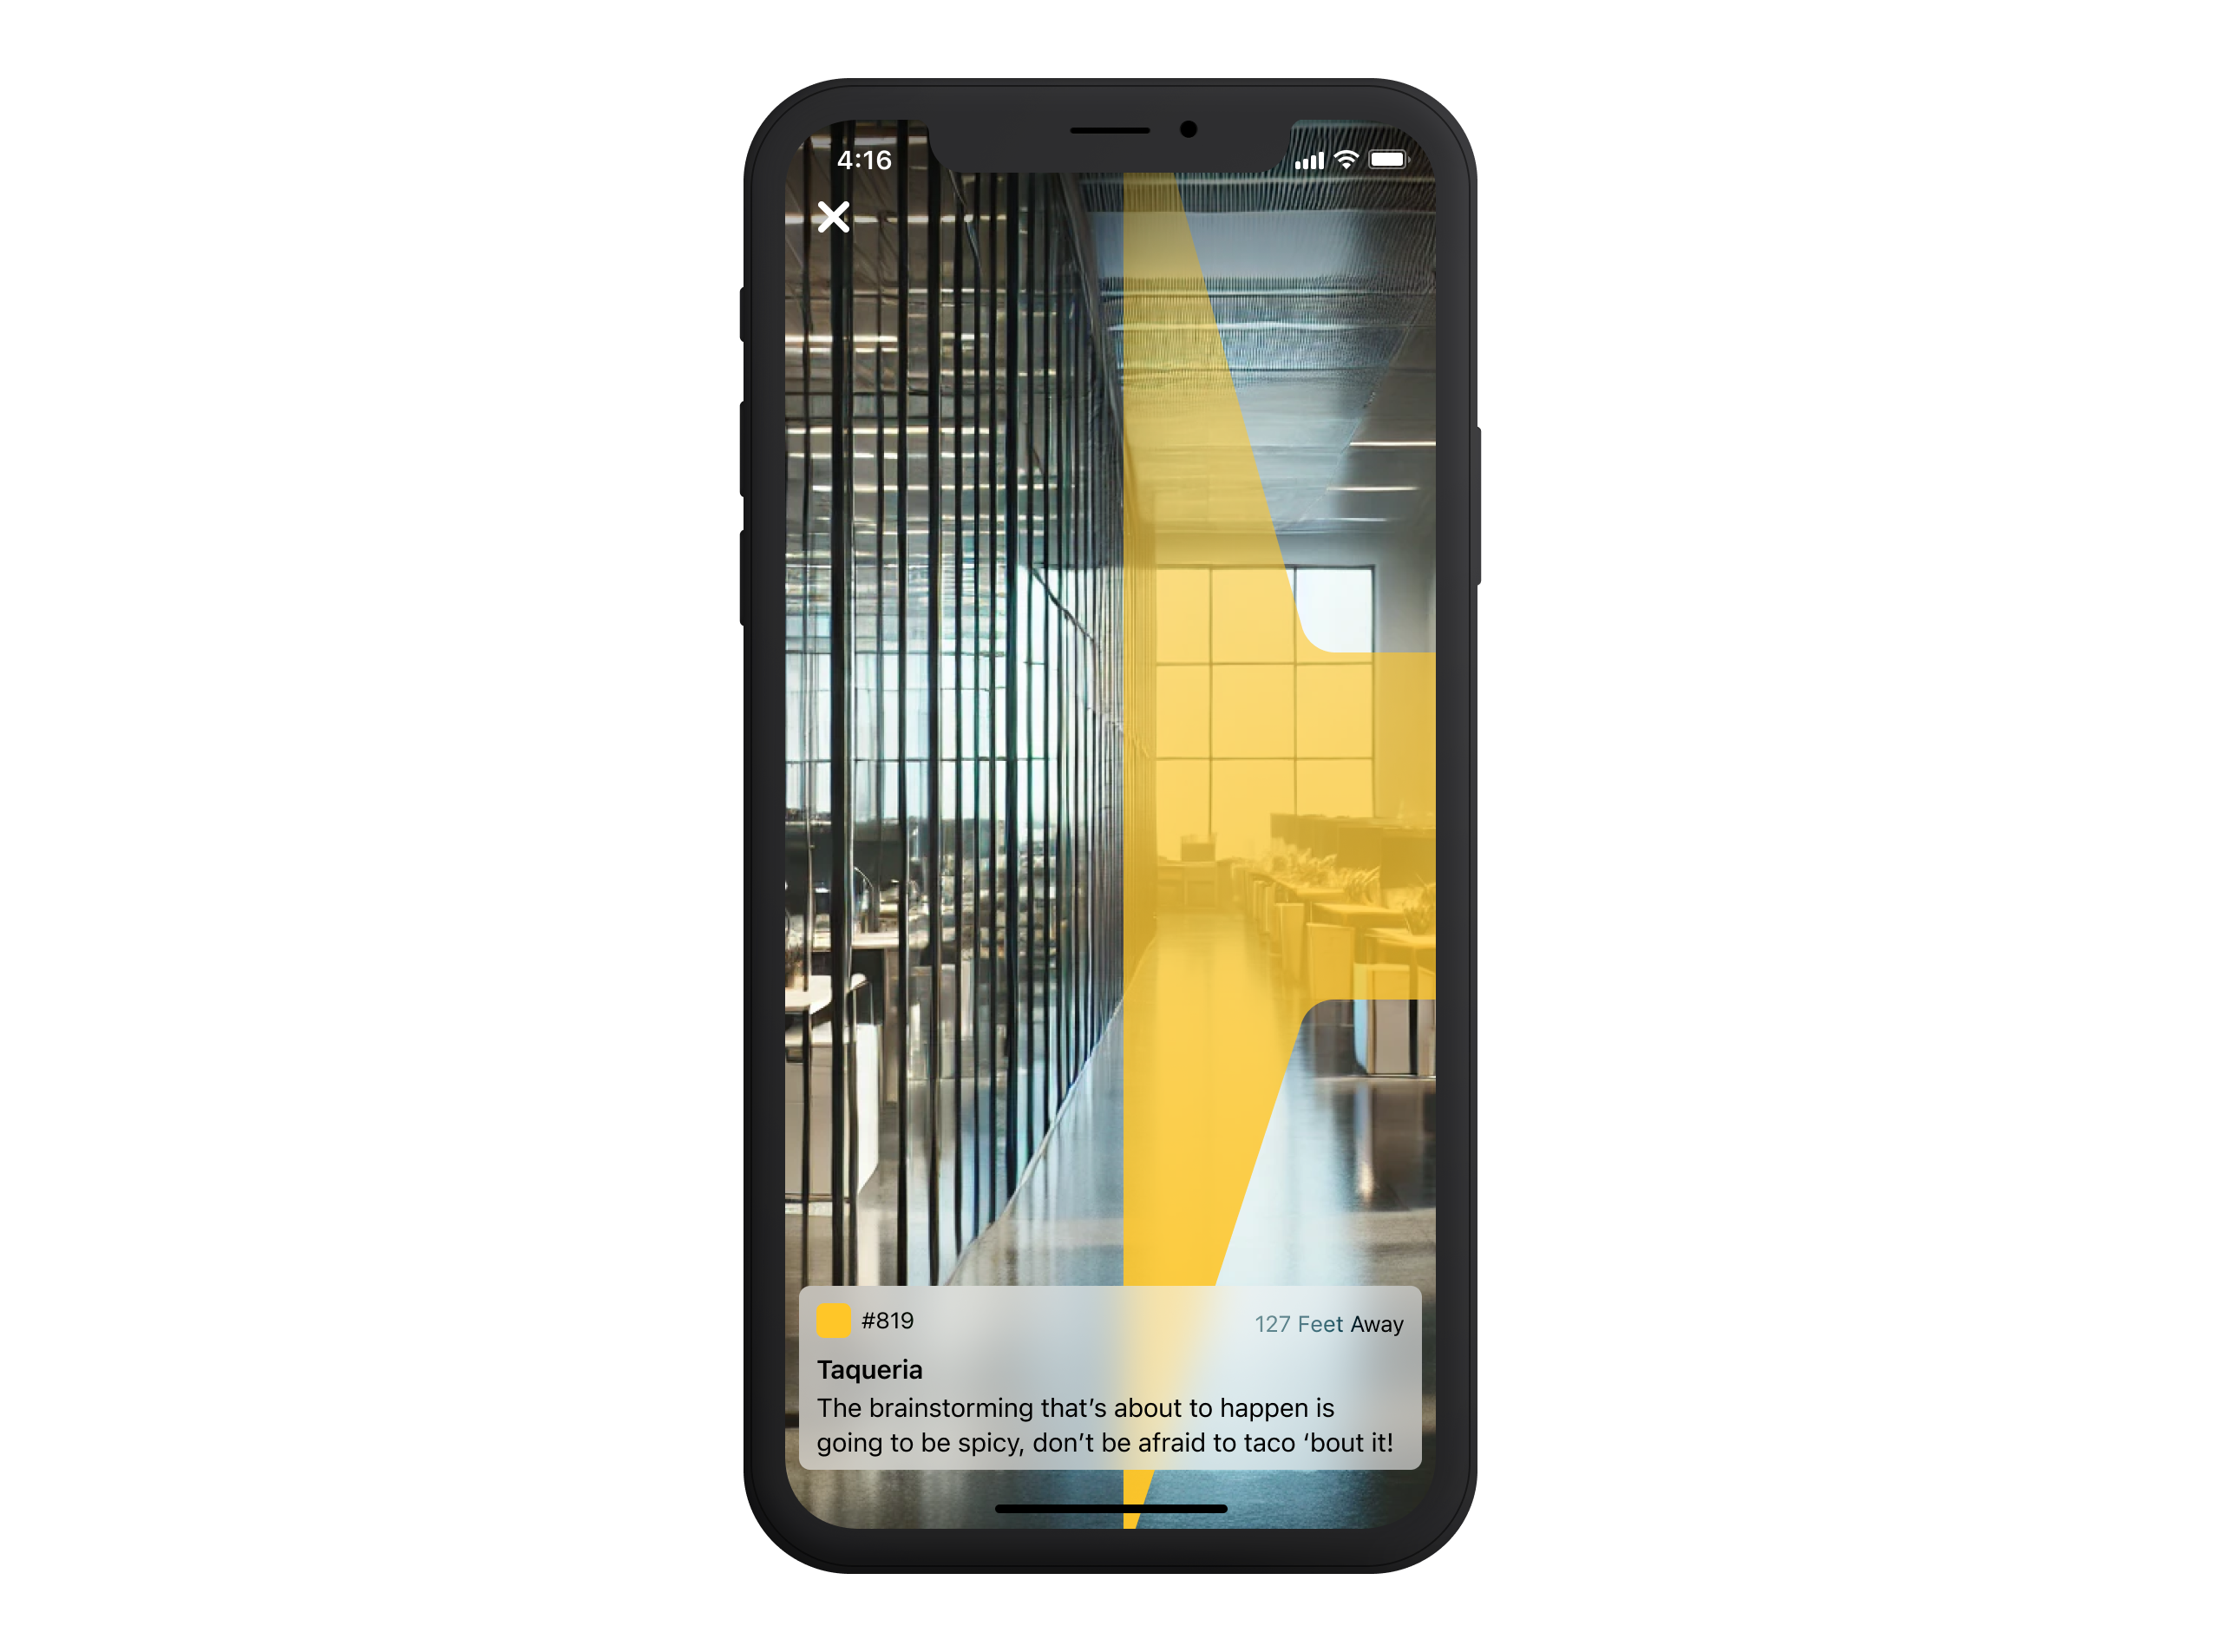 4:16
#819
127 Feet Away
Taqueria
The brainstorming that’s about to happen is
going to be spicy, don’t be afraid to taco ‘bout it!